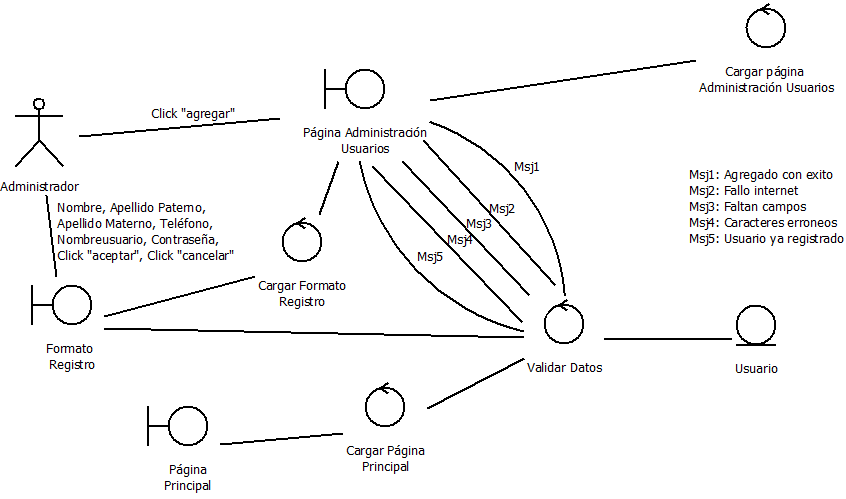 Cargar página
Administración Usuarios
Click "agregar"
Página Administración
Usuarios
Administrador
Msj1
Msj1: Agregado con exito
Msj2: Fallo internet
Msj3: Faltan campos
Msj4: Caracteres erroneos
Msj5: Usuario ya registrado
Nombre, Apellido Paterno,
Apellido Materno, Teléfono,
Nombreusuario, Contraseña,
Click "aceptar", Click "cancelar"
Msj2
Msj3
Msj4
Msj5
Cargar Formato
Registro
Formato
Registro
Validar Datos
Usuario
Cargar Página
Principal
Página
Principal